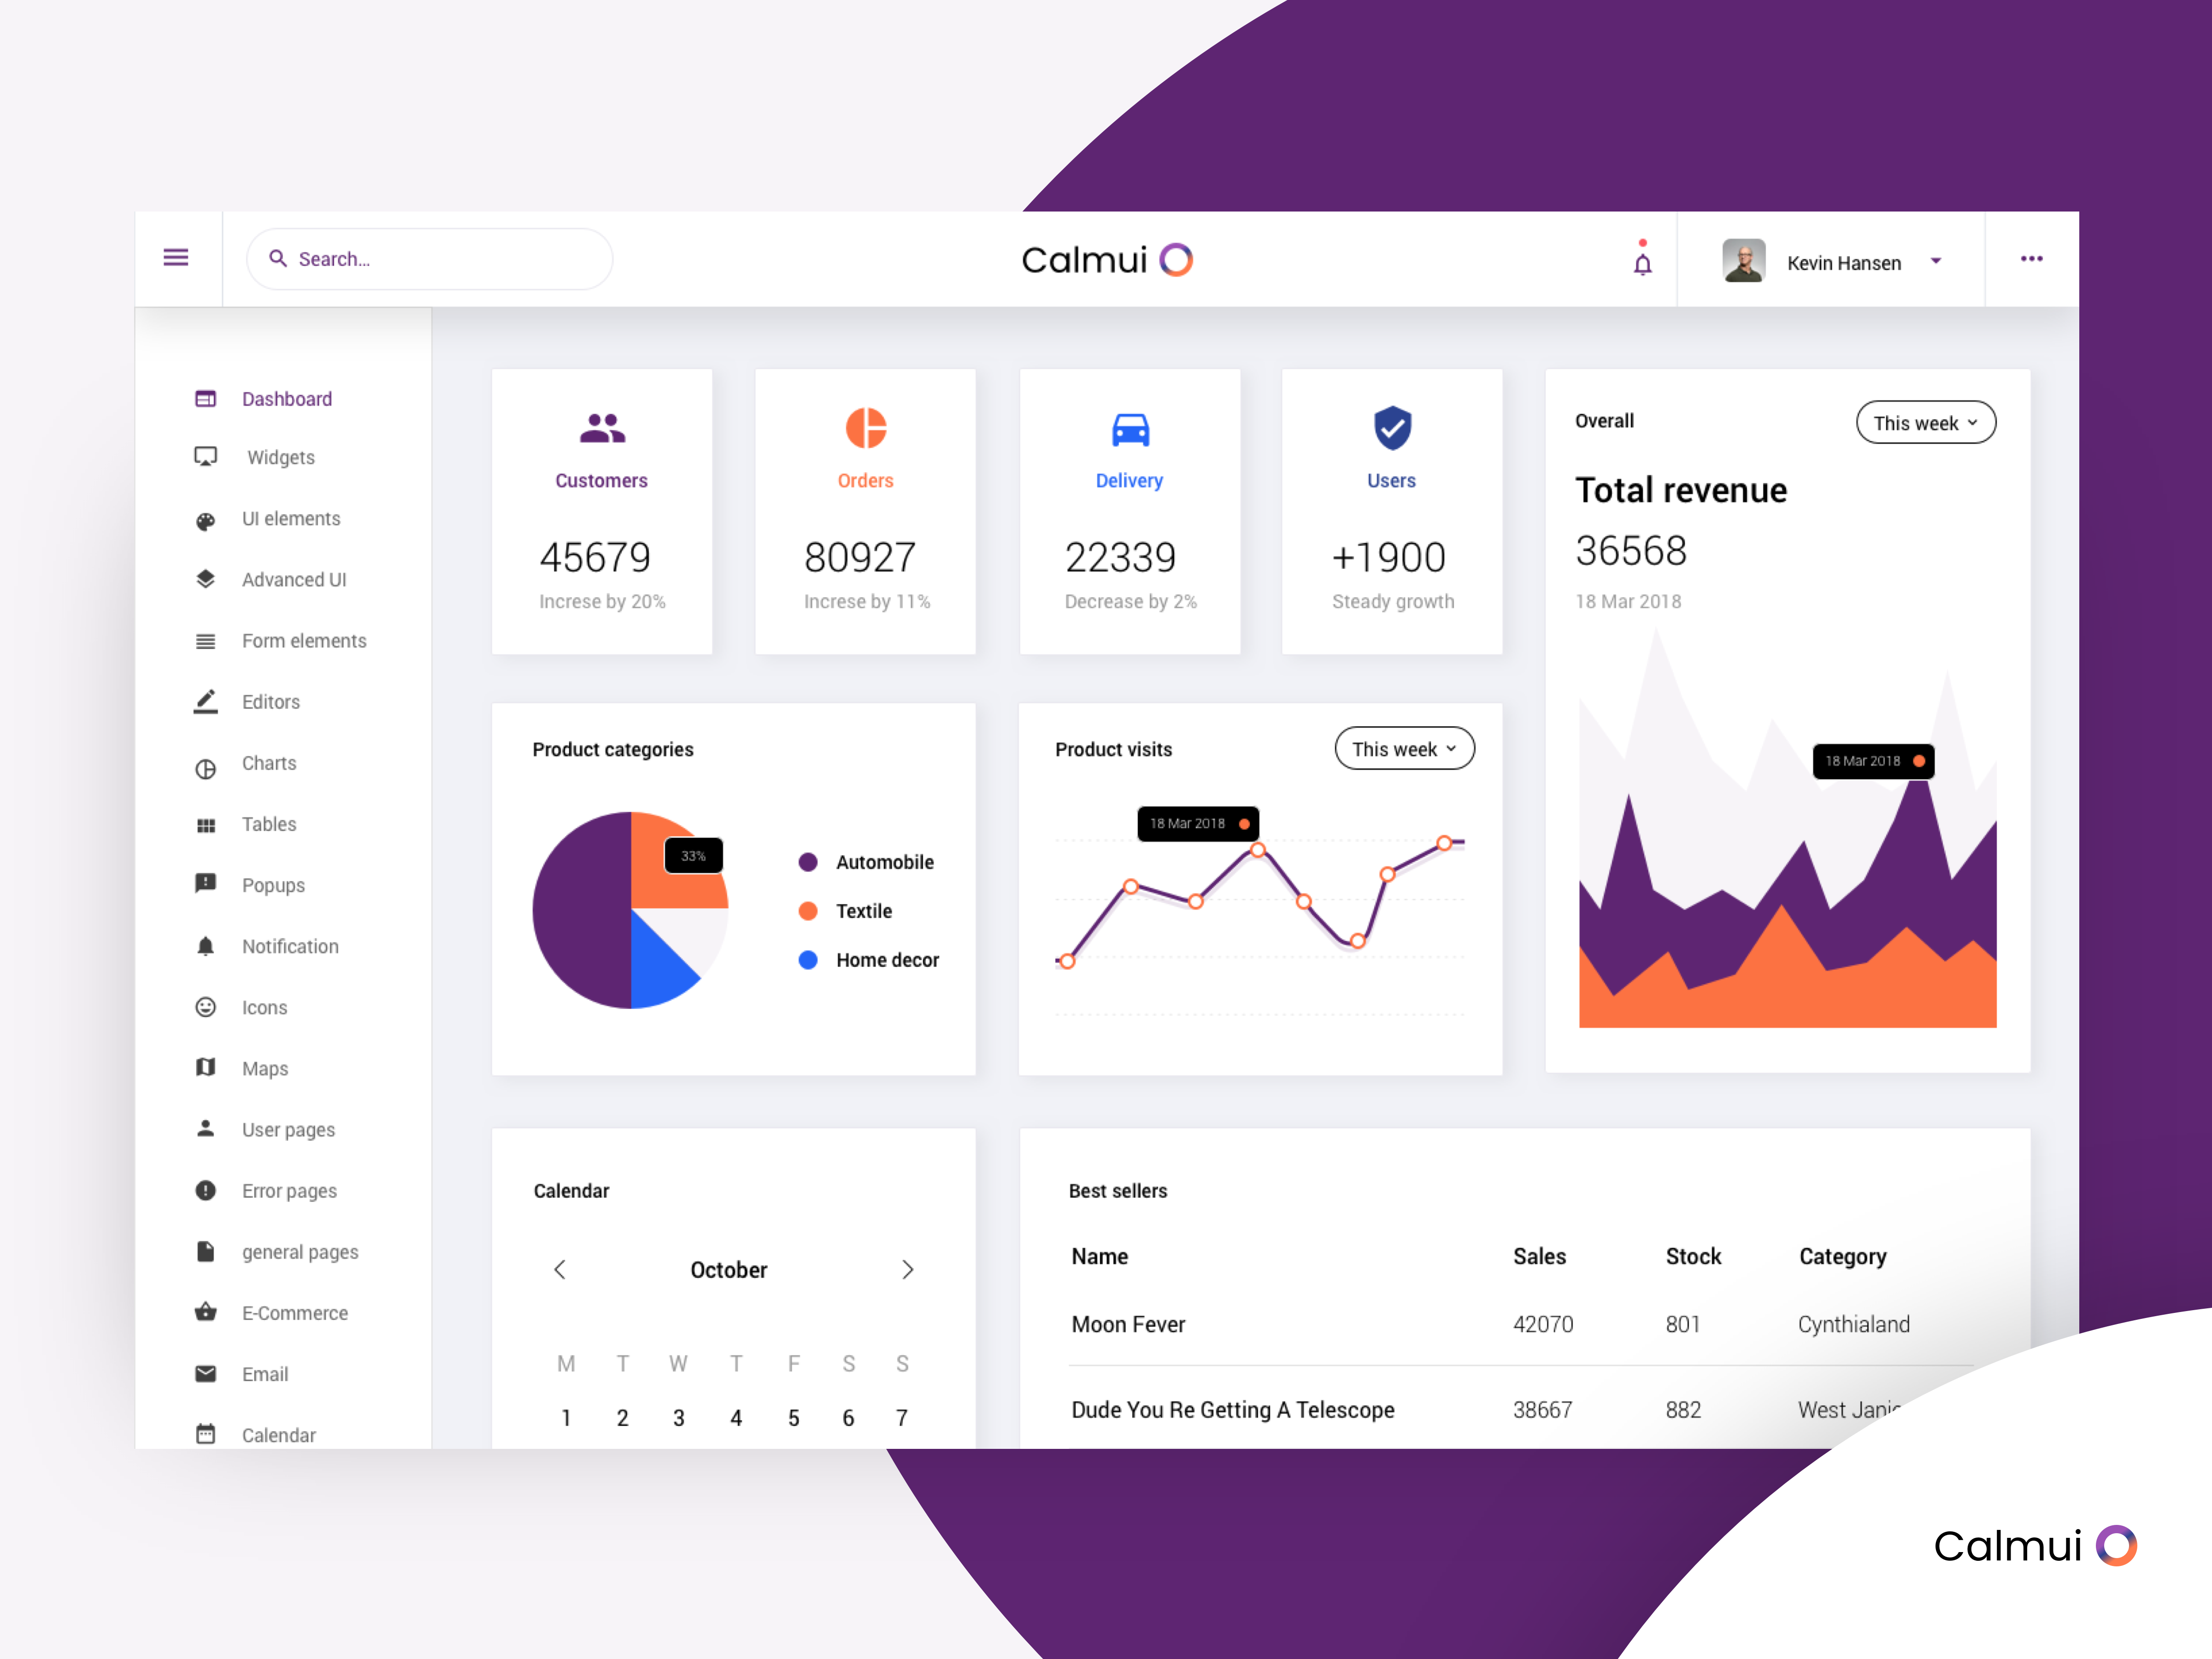 Search...
Calmui
Kevin Hansen
Dashboard
Widgets
UI elements
Advanced UI
Form elements
Editors
Charts
Tables
Popups
Notification
Icons
Maps
User pages
Error pages
general pages
E-Commerce
Email
Calendar
Customers
45679
Increse by 20%
Orders
80927
Increse by 11%
Delivery
22339
Decrease by 2%
Users
+1900
Steady growth
Overall
This week
Total revenue
36568
18 Mar 2018
18 Mar 2018
Product categories
33%
Automobile
Textile
Home decor
Product visits
This week
18 Mar 2018
Calendar
October
M T W T F S S
1 2 3 4 5 6 7
Best sellers
Name Sales Stock Category
Moon Fever 42070 801 Cynthialand
Dude You Re Getting A Telescope 38667 882 West
Calmui